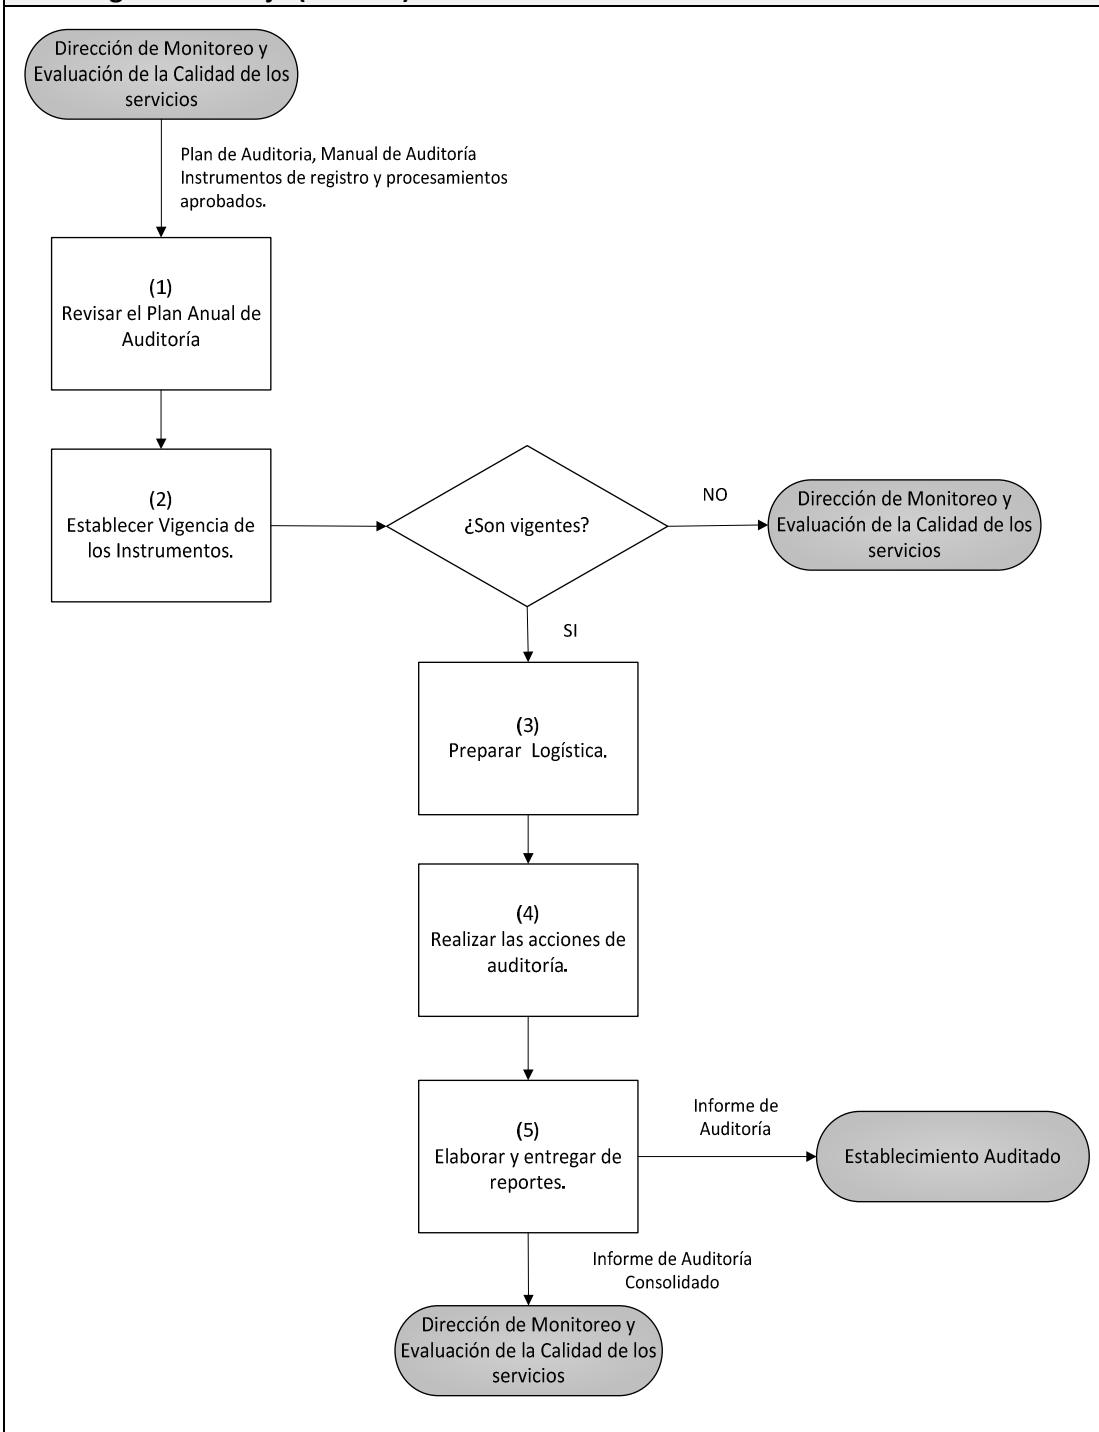 Dirección de Monitoreo y
Evaluación de la Calidad de los
servicios
Plan de Auditoria, Manual de Auditoría
Instrumentos de registro y procesamientos
aprobados.
(1)
Revisar el Plan Anual de
Auditoría
(2)
Establecer Vigencia de
los Instrumentos.
¿Son vigentes?
NO
Dirección de Monitoreo y
Evaluación de la Calidad de los
servicios
SI
(3)
Preparar Logística.
(4)
Realizar las acciones de
auditoría.
(5)
Elaborar y entregar de
reportes.
Informe de
Auditoría
Establecimiento Auditado
Informe de Auditoría
Consolidado
Dirección de Monitoreo y
Evaluación de la Calidad de los
servicios